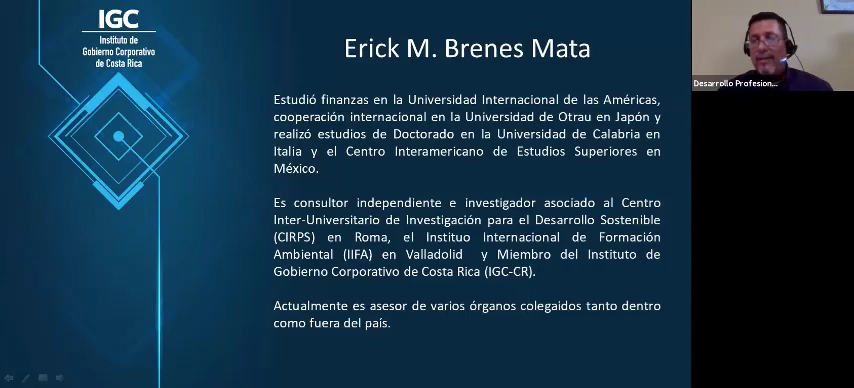 IGC
Instituto de
Gobierno Corporativo
de Costa Rica
Erick M. Brenes Mata
Estudió finanzas en la Universidad Internacional de las Américas,
cooperación internacional en la Universidad de Otrau en Japón y
realizó estudios de Doctorado en la Universidad de Calabria en
Italia y el Centro Interamericano de Estudios Superiores en
México.
Es consultor independiente e investigador asociado al Centro
Inter-Universitario de Investigación para el Desarrollo Sostenible
(CIRPS) en Roma, el Instituo Internacional de Formación
Ambiental (IIFA) en Valladolid y Miembro del Instituto de
Gobierno Corporativo de Costa Rica (IGC-CR).
Actualmente es asesor de varios órganos colegaidos tanto dentro
como fuera del país.
Desarrollo Profesion...